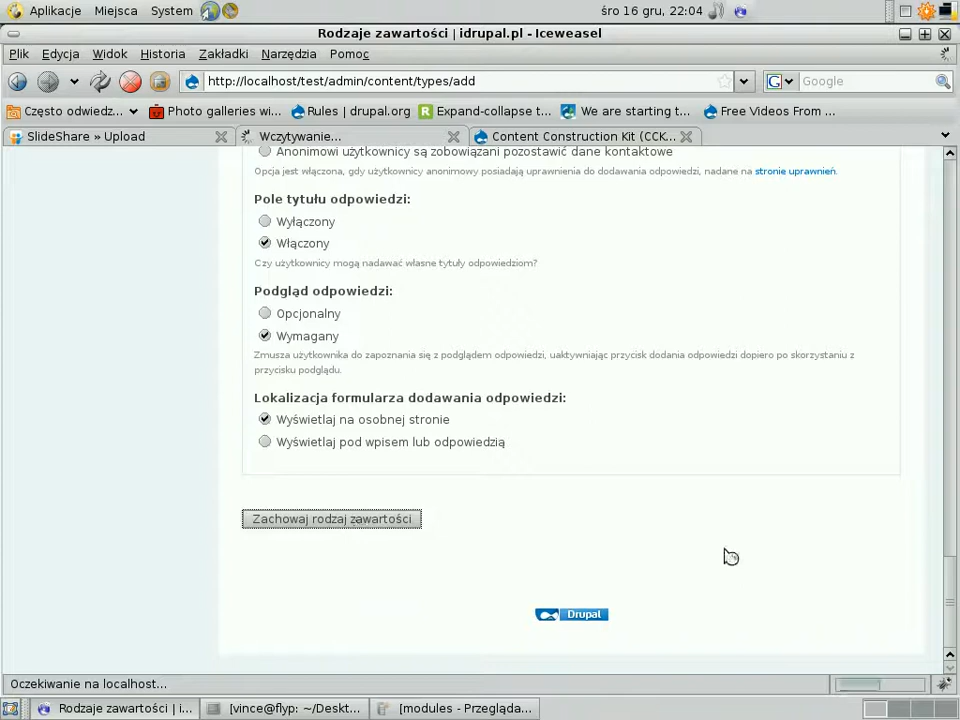 Aplikacje Miejsca System śro 16 gru, 22:04
Rodzaje zawartości | idrupal.pl - Iceweasel
Plik Edycja Widok Historia Zakładki Narzędzia Pomoc
http://localhost/test/admin/content/types/add Google
Często odwiedz... Photo galleries wi... Rules | drupal.org Expand-collapse t... We are starting t... Free Videos From ...
SlideShare » Upload Wczytywanie... Content Construction Kit (CCK...
Anonimowi użytkownicy są zobowiązani pozostawić dane kontaktowe
Opcja jest włączona, gdy użytkownicy anonimowy posiadają uprawnienia do dodawania odpowiedzi, nadane na stronie uprawnień.
Pole tytułu odpowiedzi:
Wyłączony
Włączony
Czy użytkownicy mogą nadawać własne tytuły odpowiedziom?
Podgląd odpowiedzi:
Opcjonalny
Wymagany
Zmusza użytkownika do zapoznania się z podglądem odpowiedzi, uaktywniając przycisk dodania odpowiedzi dopiero po skorzystaniu z
przycisku podglądu.
Lokalizacja formularza dodawania odpowiedzi:
Wyświetlaj na osobnej stronie
Wyświetlaj pod wpisem lub odpowiedzią
Zachowaj rodzaj zawartości
Drupal
Oczekiwanie na localhost...
Rodzaje zawartości | i... [vince@flyp: ~/Deskt... [modules - Przegląda...